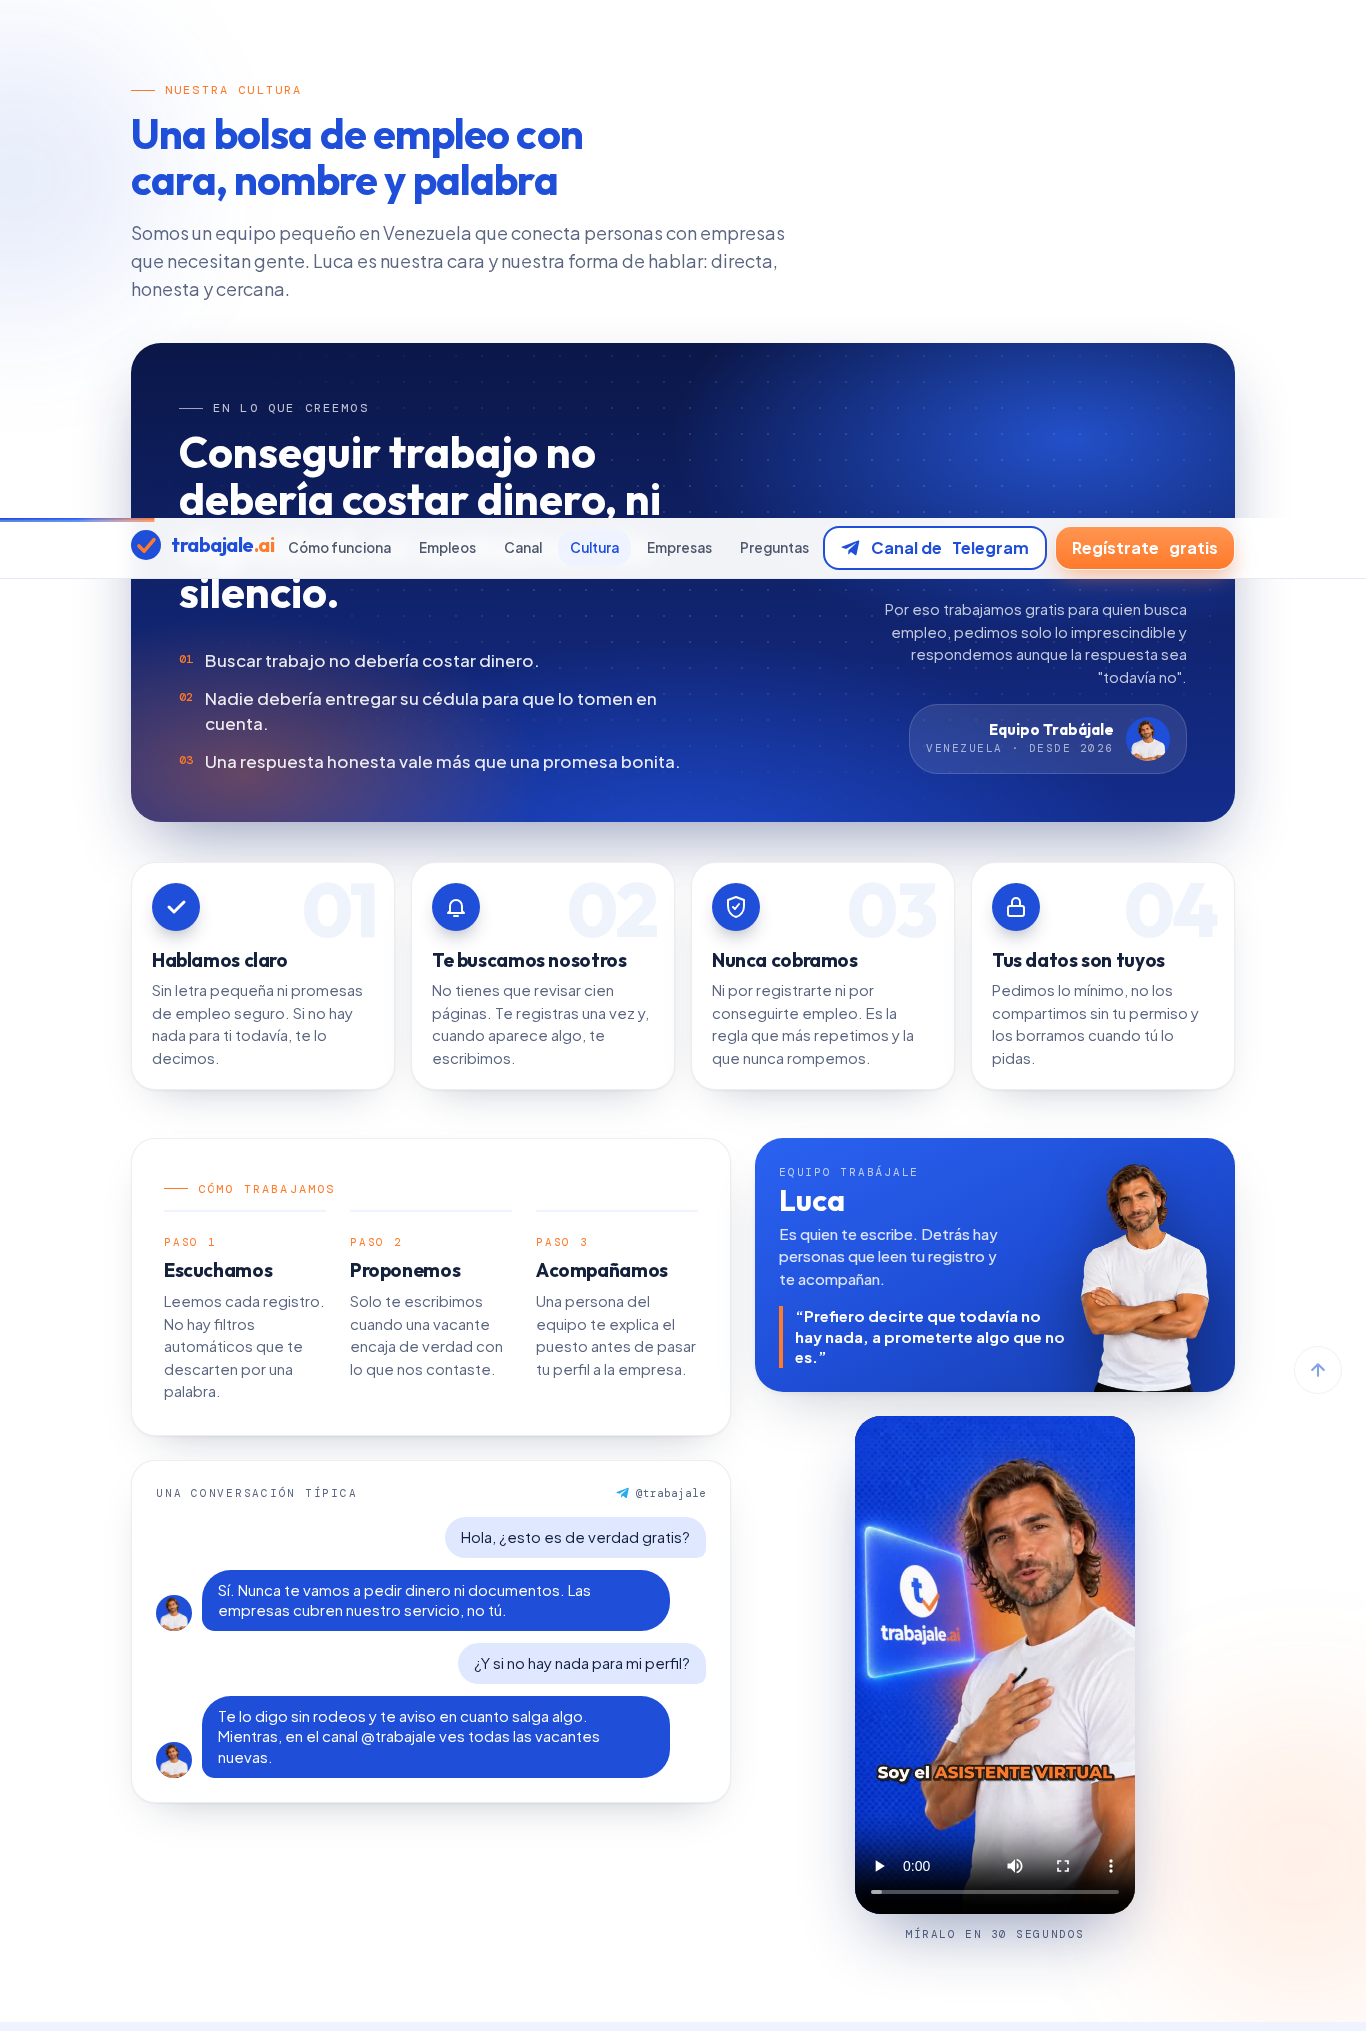 NUESTRA CULTURA
Una bolsa de empleo con
cara, nombre y palabra
Somos un equipo pequeño en Venezuela que conecta personas con empresas
que necesitan gente. Luca es nuestra cara y nuestra forma de hablar: directa,
honesta y cercana.
EN LO QUE CREEMOS
Conseguir trabajo no
debería costar dinero, ni
trabajale.ai
Cómo funciona
Empleos
Canal
Cultura
Empresas
Preguntas
Canal de Telegram
Regístrate gratis
silencio.
01 Buscar trabajo no debería costar dinero.
02 Nadie debería entregar su cédula para que lo tomen en
cuenta.
03 Una respuesta honesta vale más que una promesa bonita.
Por eso trabajamos gratis para quien busca
empleo, pedimos solo lo imprescindible y
respondemos aunque la respuesta sea
"todavía no".
Equipo Trabájale
VENEZUELA · DESDE 2026
01
Hablamos claro
Sin letra pequeña ni promesas
de empleo seguro. Si no hay
nada para ti todavía, te lo
decimos.
02
Te buscamos nosotros
No tienes que revisar cien
páginas. Te registras una vez y,
cuando aparece algo, te
escribimos.
03
Nunca cobramos
Ni por registrarte ni por
conseguirte empleo. Es la
regla que más repetimos y la
que nunca rompemos.
04
Tus datos son tuyos
Pedimos lo mínimo, no los
compartimos sin tu permiso y
los borramos cuando tú lo
pidas.
CÓMO TRABAJAMOS
PASO 1
Escuchamos
Leemos cada registro.
No hay filtros
automáticos que te
descarten por una
palabra.
PASO 2
Proponemos
Solo te escribimos
cuando una vacante
encaja de verdad con
lo que nos contaste.
PASO 3
Acompañamos
Una persona del
equipo te explica el
puesto antes de pasar
tu perfil a la empresa.
EQUIPO TRABÁJALE
Luca
Es quien te escribe. Detrás hay
personas que leen tu registro y
te acompañan.
“Prefiero decirte que todavía no
hay nada, a prometerte algo que no
es.”
UNA CONVERSACIÓN TÍPICA
@trabajale
Hola, ¿esto es de verdad gratis?
Sí. Nunca te vamos a pedir dinero ni documentos. Las
empresas cubren nuestro servicio, no tú.
¿Y si no hay nada para mi perfil?
Te lo digo sin rodeos y te aviso en cuanto salga algo.
Mientras, en el canal @trabajale ves todas las vacantes
nuevas.
t
trabajale.ai
Soy el ASISTENTE VIRTUAL
0:00
MÍRALO EN 30 SEGUNDOS